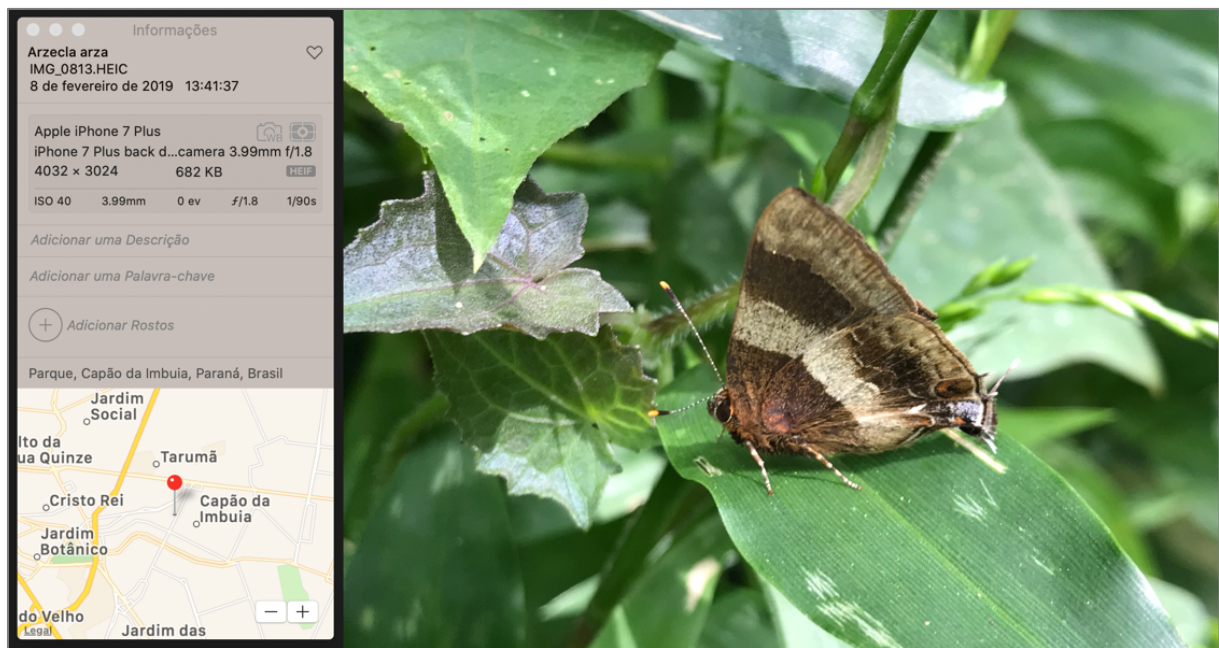 Informações
Arzecla arza
IMG_0813.HEIC
8 de fevereiro de 2019 13:41:37
Apple iPhone 7 Plus
WB
iPhone 7 Plus back d...camera 3.99mm f/1.8
4032 × 3024 682 KB HEIF
ISO 40 3.99mm 0 ev ƒ/1.8 1/90s
Adicionar uma Descrição
Adicionar uma Palavra-chave
+ Adicionar Rostos
Parque, Capão da Imbuia, Paraná, Brasil
Jardim
Social
lto da
ua Quinze
Tarumã
Cristo Rei
Capão da
Imbuia
Jardim
Botânico
do Velho
Legal
Jardim das
− +